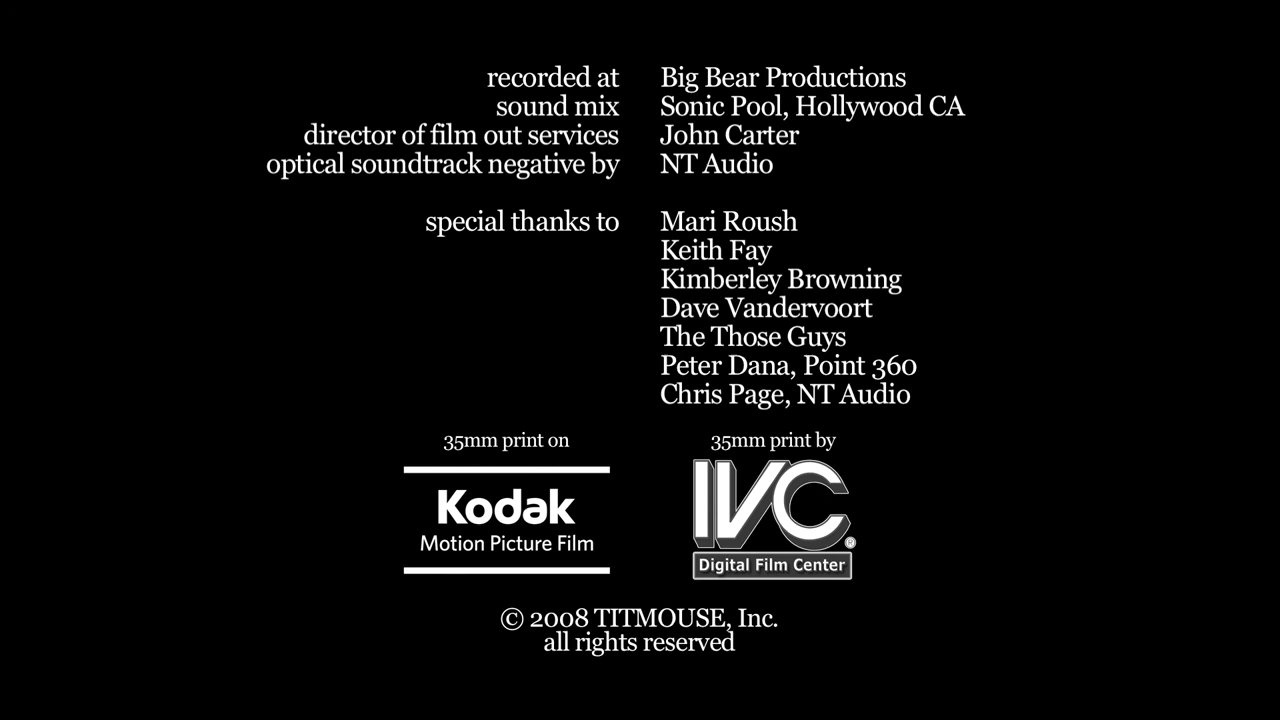 recorded at Big Bear Productions
sound mix Sonic Pool, Hollywood CA
director of film out services John Carter
optical soundtrack negative by NT Audio
special thanks to Mari Roush
Keith Fay
Kimberley Browning
Dave Vandervoort
The Those Guys
Peter Dana, Point 360
Chris Page, NT Audio
35mm print on 35mm print by
Kodak
Motion Picture Film
IVC®
Digital Film Center
© 2008 TITMOUSE, Inc.
all rights reserved